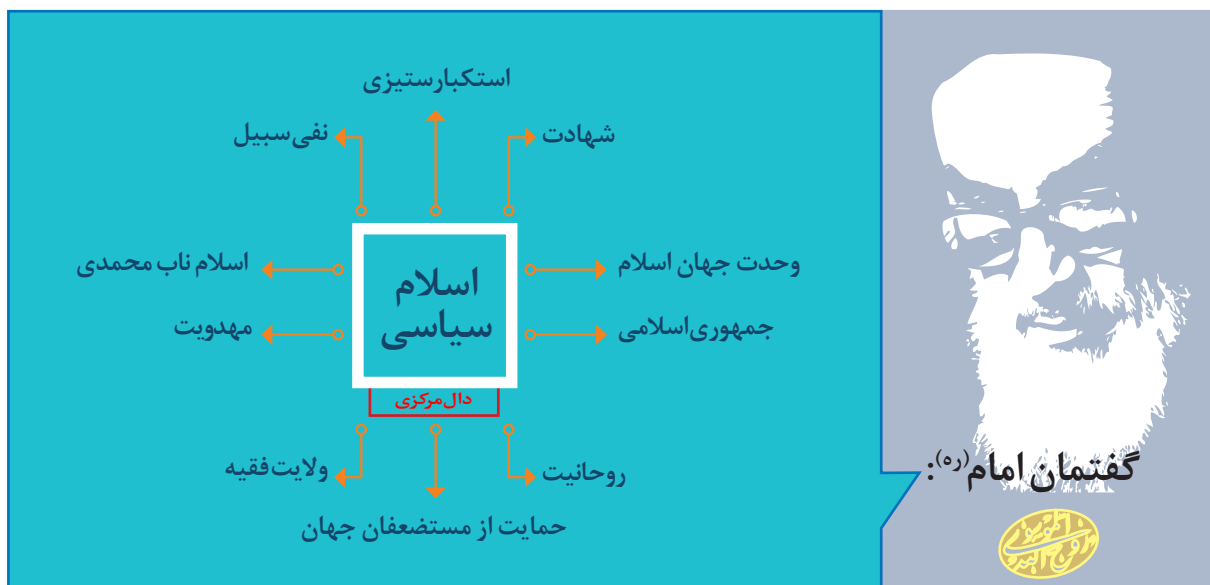 گفتمان امام(ره):
استکبارستیزی
شهادت
نفی‌سبیل
وحدت جهان اسلام
اسلام ناب محمدی
جمهوری‌اسلامی
مهدویت
اسلام
سیاسی
دال‌مرکزی
روحانیت
ولایت‌فقیه
حمایت از مستضعفان جهان